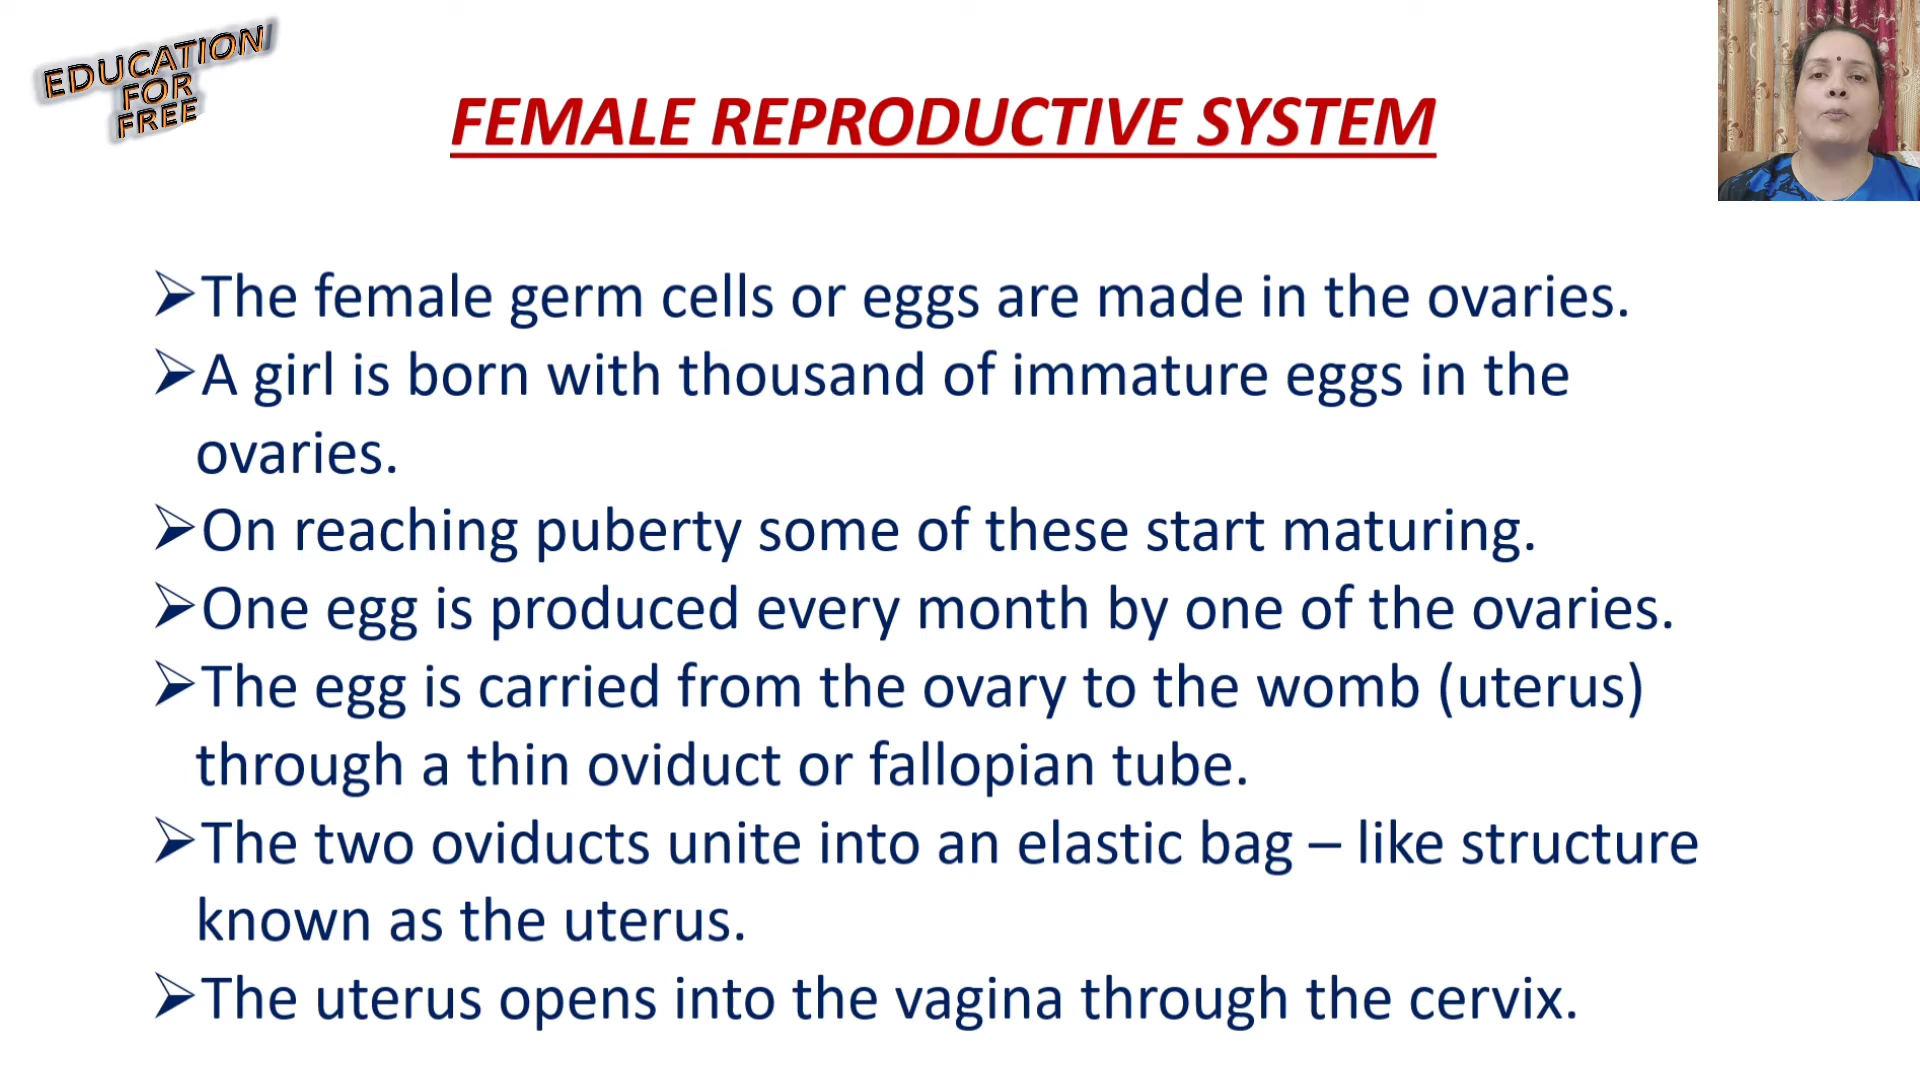 EDUCATION
FOR
FREE
FEMALE REPRODUCTIVE SYSTEM
➢The female germ cells or eggs are made in the ovaries.
➢A girl is born with thousand of immature eggs in the
ovaries.
➢On reaching puberty some of these start maturing.
➢One egg is produced every month by one of the ovaries.
➢The egg is carried from the ovary to the womb (uterus)
through a thin oviduct or fallopian tube.
➢The two oviducts unite into an elastic bag – like structure
known as the uterus.
➢The uterus opens into the vagina through the cervix.